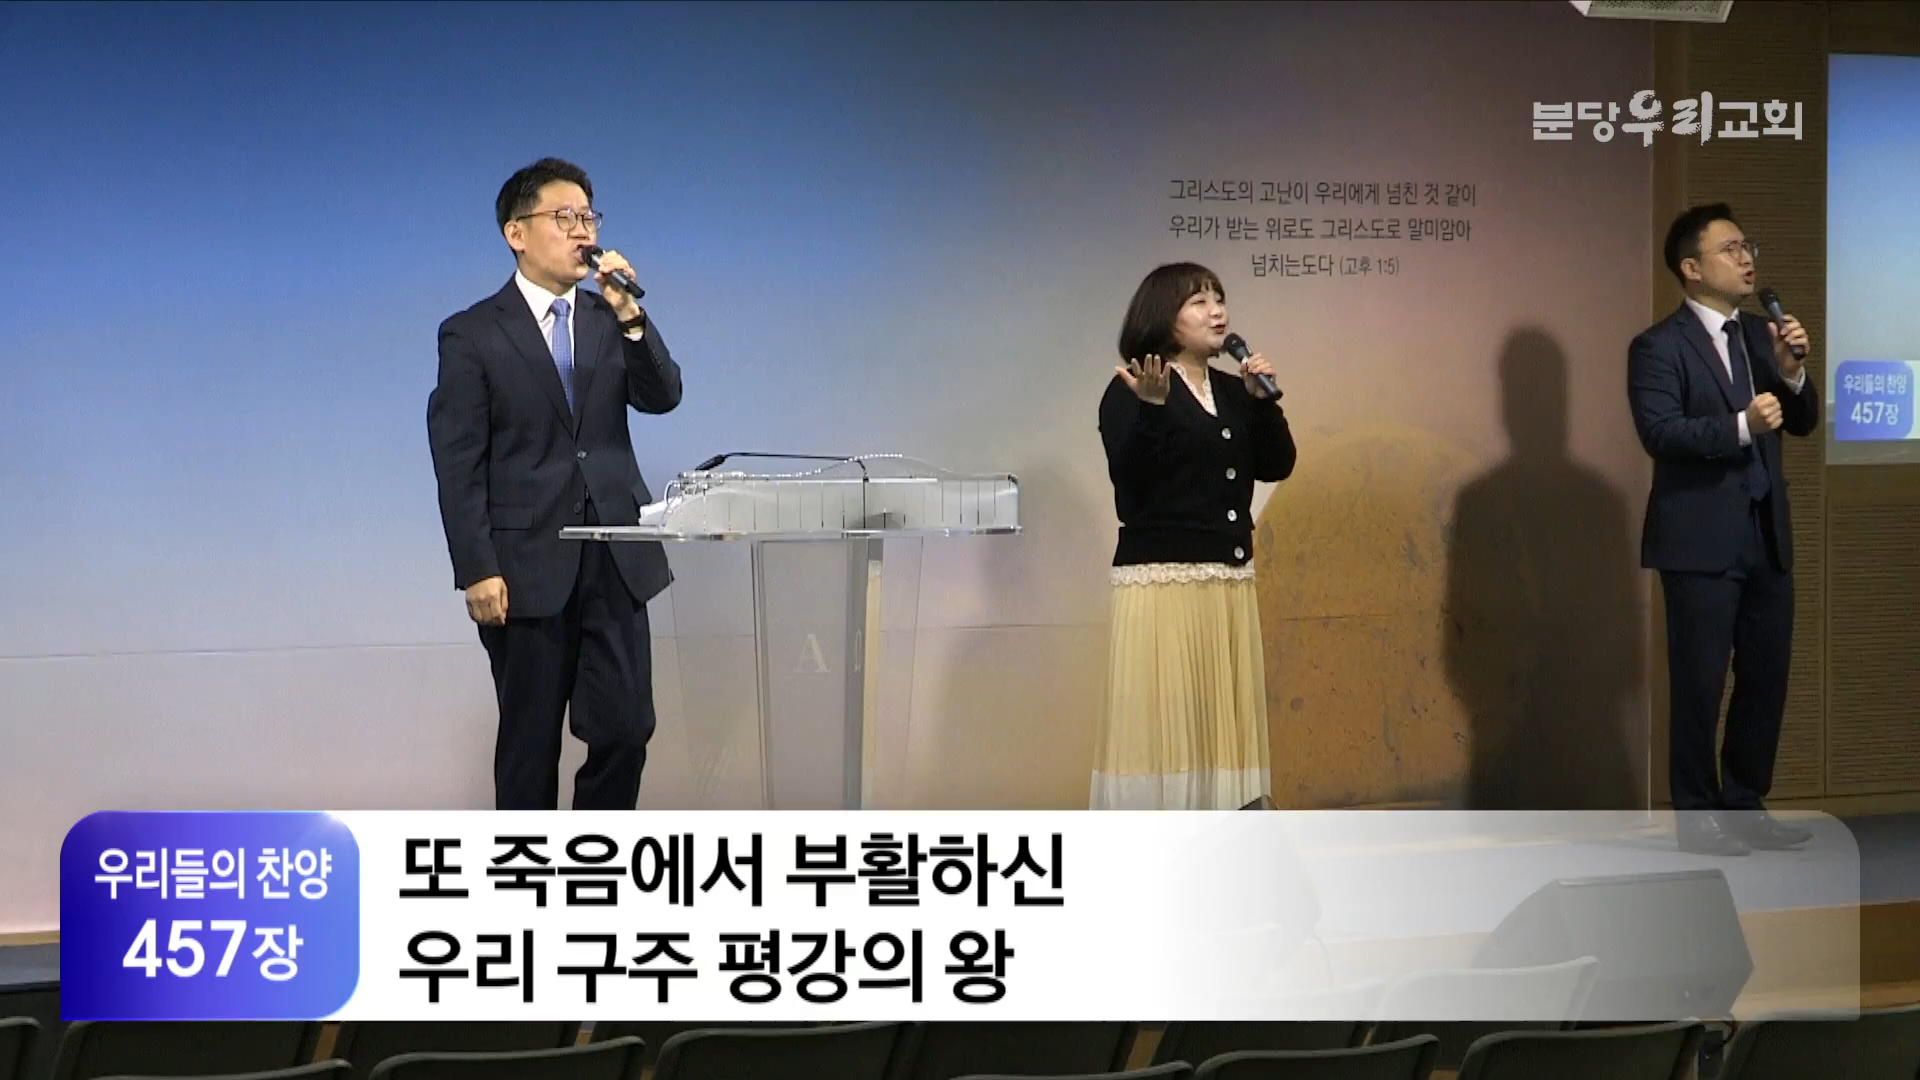 분당우리교회
그리스도의 고난이 우리에게 넘친 것 같이
우리가 받는 위로도 그리스도로 말미암아
넘치는도다 (고후 1:5)
우리들의 찬양
457장
A Ω
우리들의 찬양
457장
또 죽음에서 부활하신
우리 구주 평강의 왕